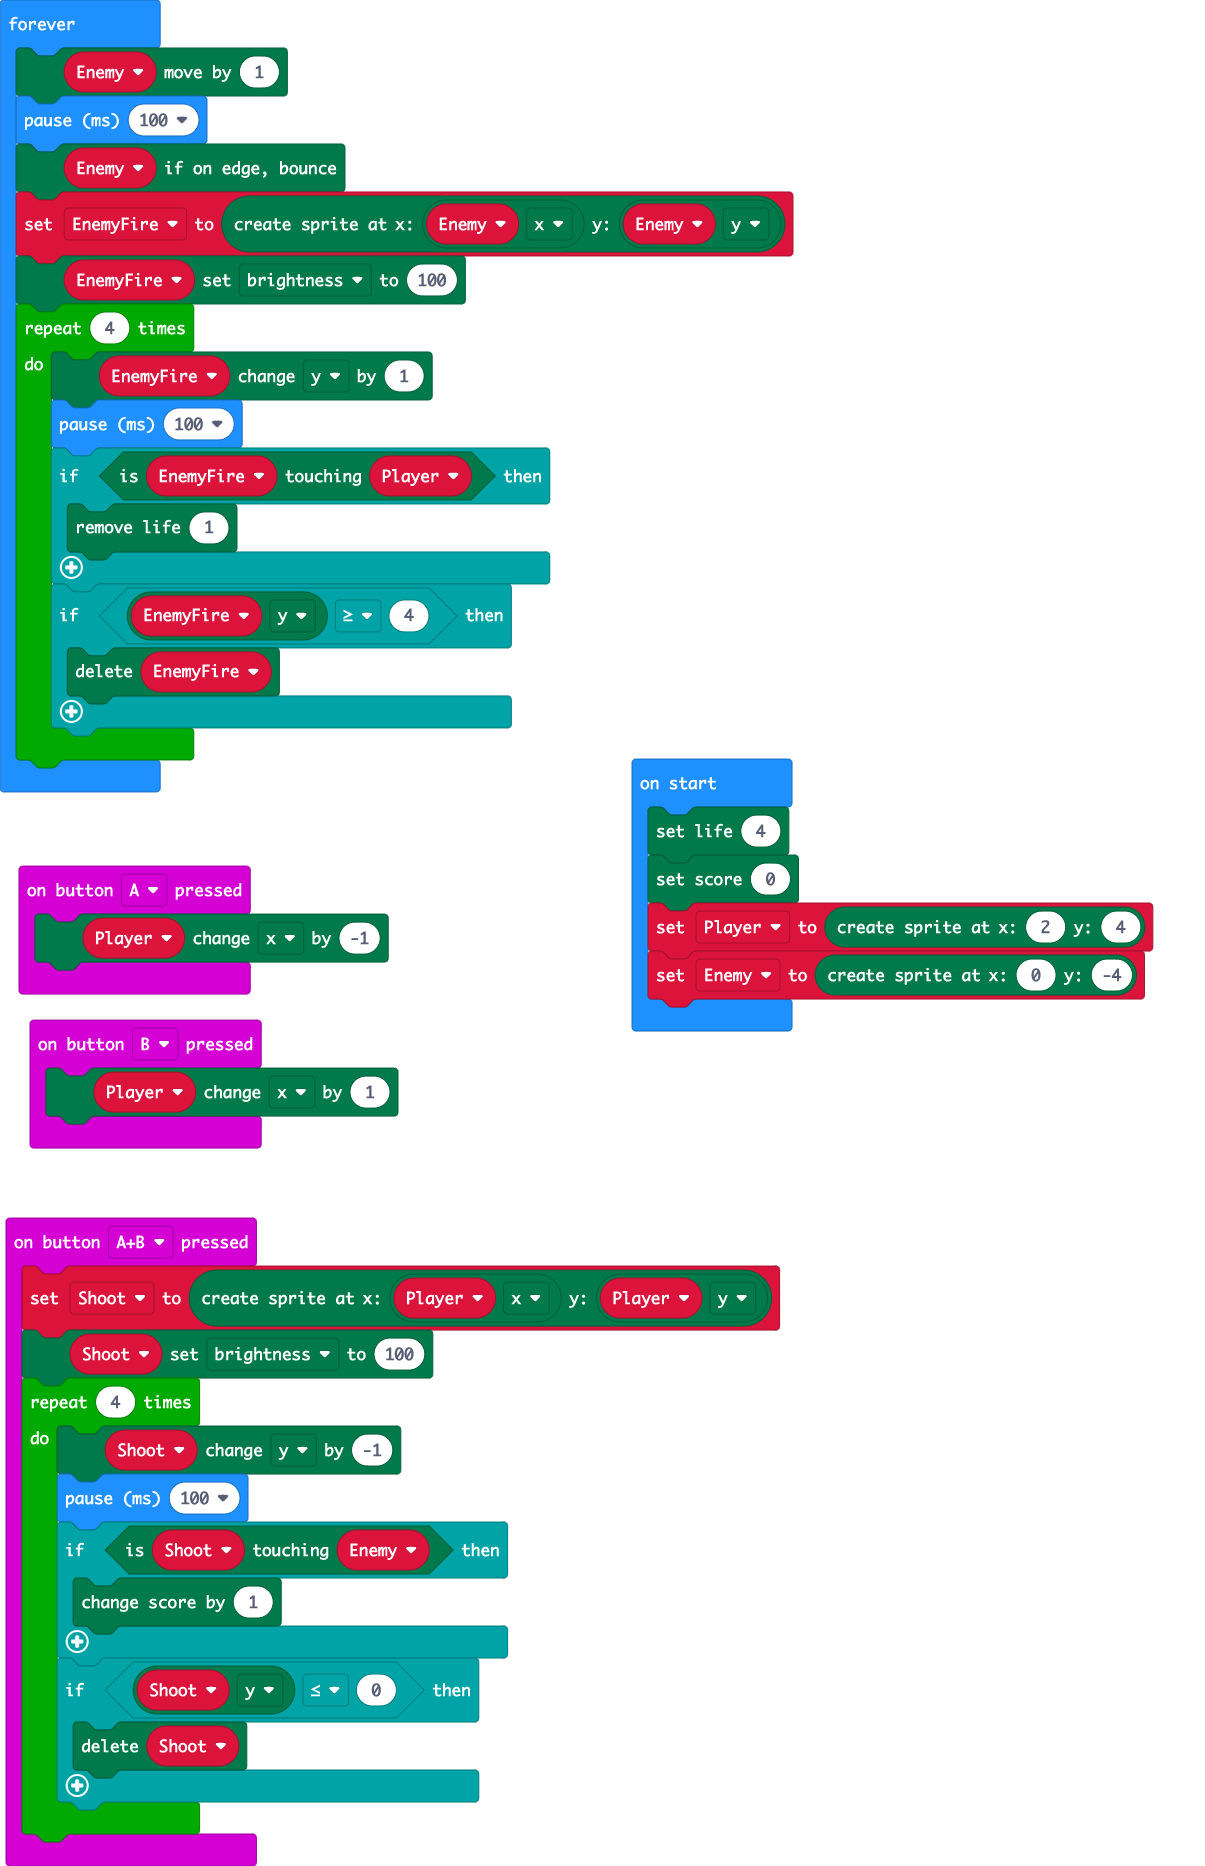 forever
Enemy move by 1
pause (ms) 100
Enemy if on edge, bounce
set EnemyFire to create sprite at x: Enemy x y: Enemy y
EnemyFire set brightness to 100
repeat 4 times
do EnemyFire change y by 1
pause (ms) 100
if is EnemyFire touching Player then
remove life 1
if EnemyFire y ≥ 4 then
delete EnemyFire
on start
set life 4
set score 0
set Player to create sprite at x: 2 y: 4
set Enemy to create sprite at x: 0 y: -4
on button A pressed
Player change x by -1
on button B pressed
Player change x by 1
on button A+B pressed
set Shoot to create sprite at x: Player x y: Player y
Shoot set brightness to 100
repeat 4 times
do Shoot change y by -1
pause (ms) 100
if is Shoot touching Enemy then
change score by 1
if Shoot y ≤ 0 then
delete Shoot